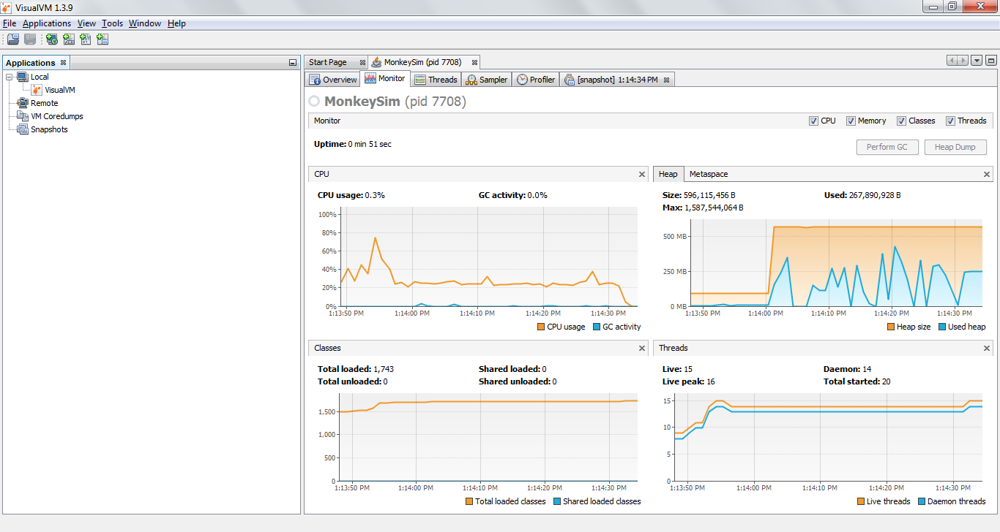 VisualVM 1.3.9
File Applications View Tools Window Help
Applications
Local
VisualVM
Remote
VM Coredumps
Snapshots
Start Page MonkeySim (pid 7708)
Overview Monitor Threads Sampler Profiler [snapshot] 1:14:34 PM
MonkeySim (pid 7708)
Monitor CPU Memory Classes Threads
Uptime: 0 min 51 sec Perform GC Heap Dump
CPU
CPU usage: 0.3% GC activity: 0.0%
100%
80%
60%
40%
20%
0%
1:13:50 PM 1:14:00 PM 1:14:10 PM 1:14:20 PM 1:14:30 PM
CPU usage GC activity
Heap Metaspace
Size: 596,115,456 B Used: 267,890,928 B
Max: 1,587,544,064 B
500 MB
250 MB
0 MB
1:13:50 PM 1:14:00 PM 1:14:10 PM 1:14:20 PM 1:14:30 PM
Heap size Used heap
Classes
Total loaded: 1,743 Shared loaded: 0
Total unloaded: 0 Shared unloaded: 0
1,500
1,000
500
0
1:13:50 PM 1:14:00 PM 1:14:10 PM 1:14:20 PM 1:14:30 PM
Total loaded classes Shared loaded classes
Threads
Live: 15 Daemon: 14
Live peak: 16 Total started: 20
15
10
5
0
1:13:50 PM 1:14:00 PM 1:14:10 PM 1:14:20 PM 1:14:30 PM
Live threads Daemon threads